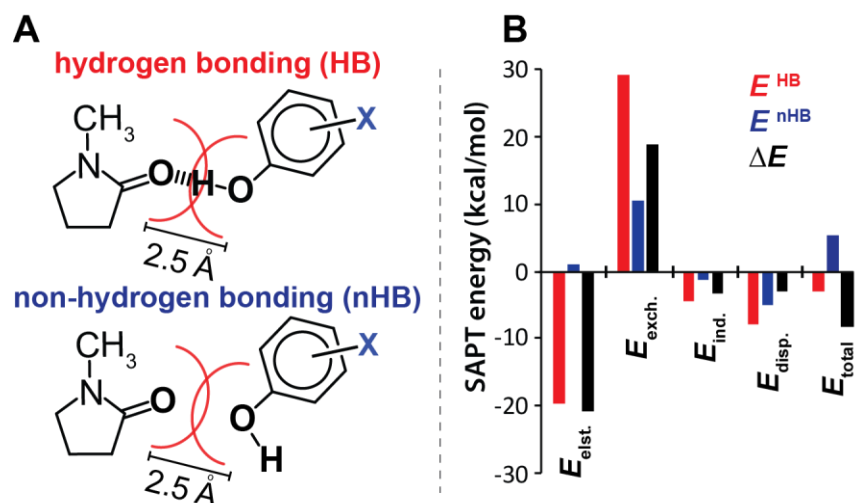 A
hydrogen bonding (HB)
CH3
N
O
H
O
X
2.5 Å
non-hydrogen bonding (nHB)
CH3
N
O
O
H
X
2.5 Å
B
SAPT energy (kcal/mol)
30
20
10
0
-10
-20
-30
E HB
E nHB
ΔE
Eelst.
Eexch.
Eind.
Edisp.
Etotal